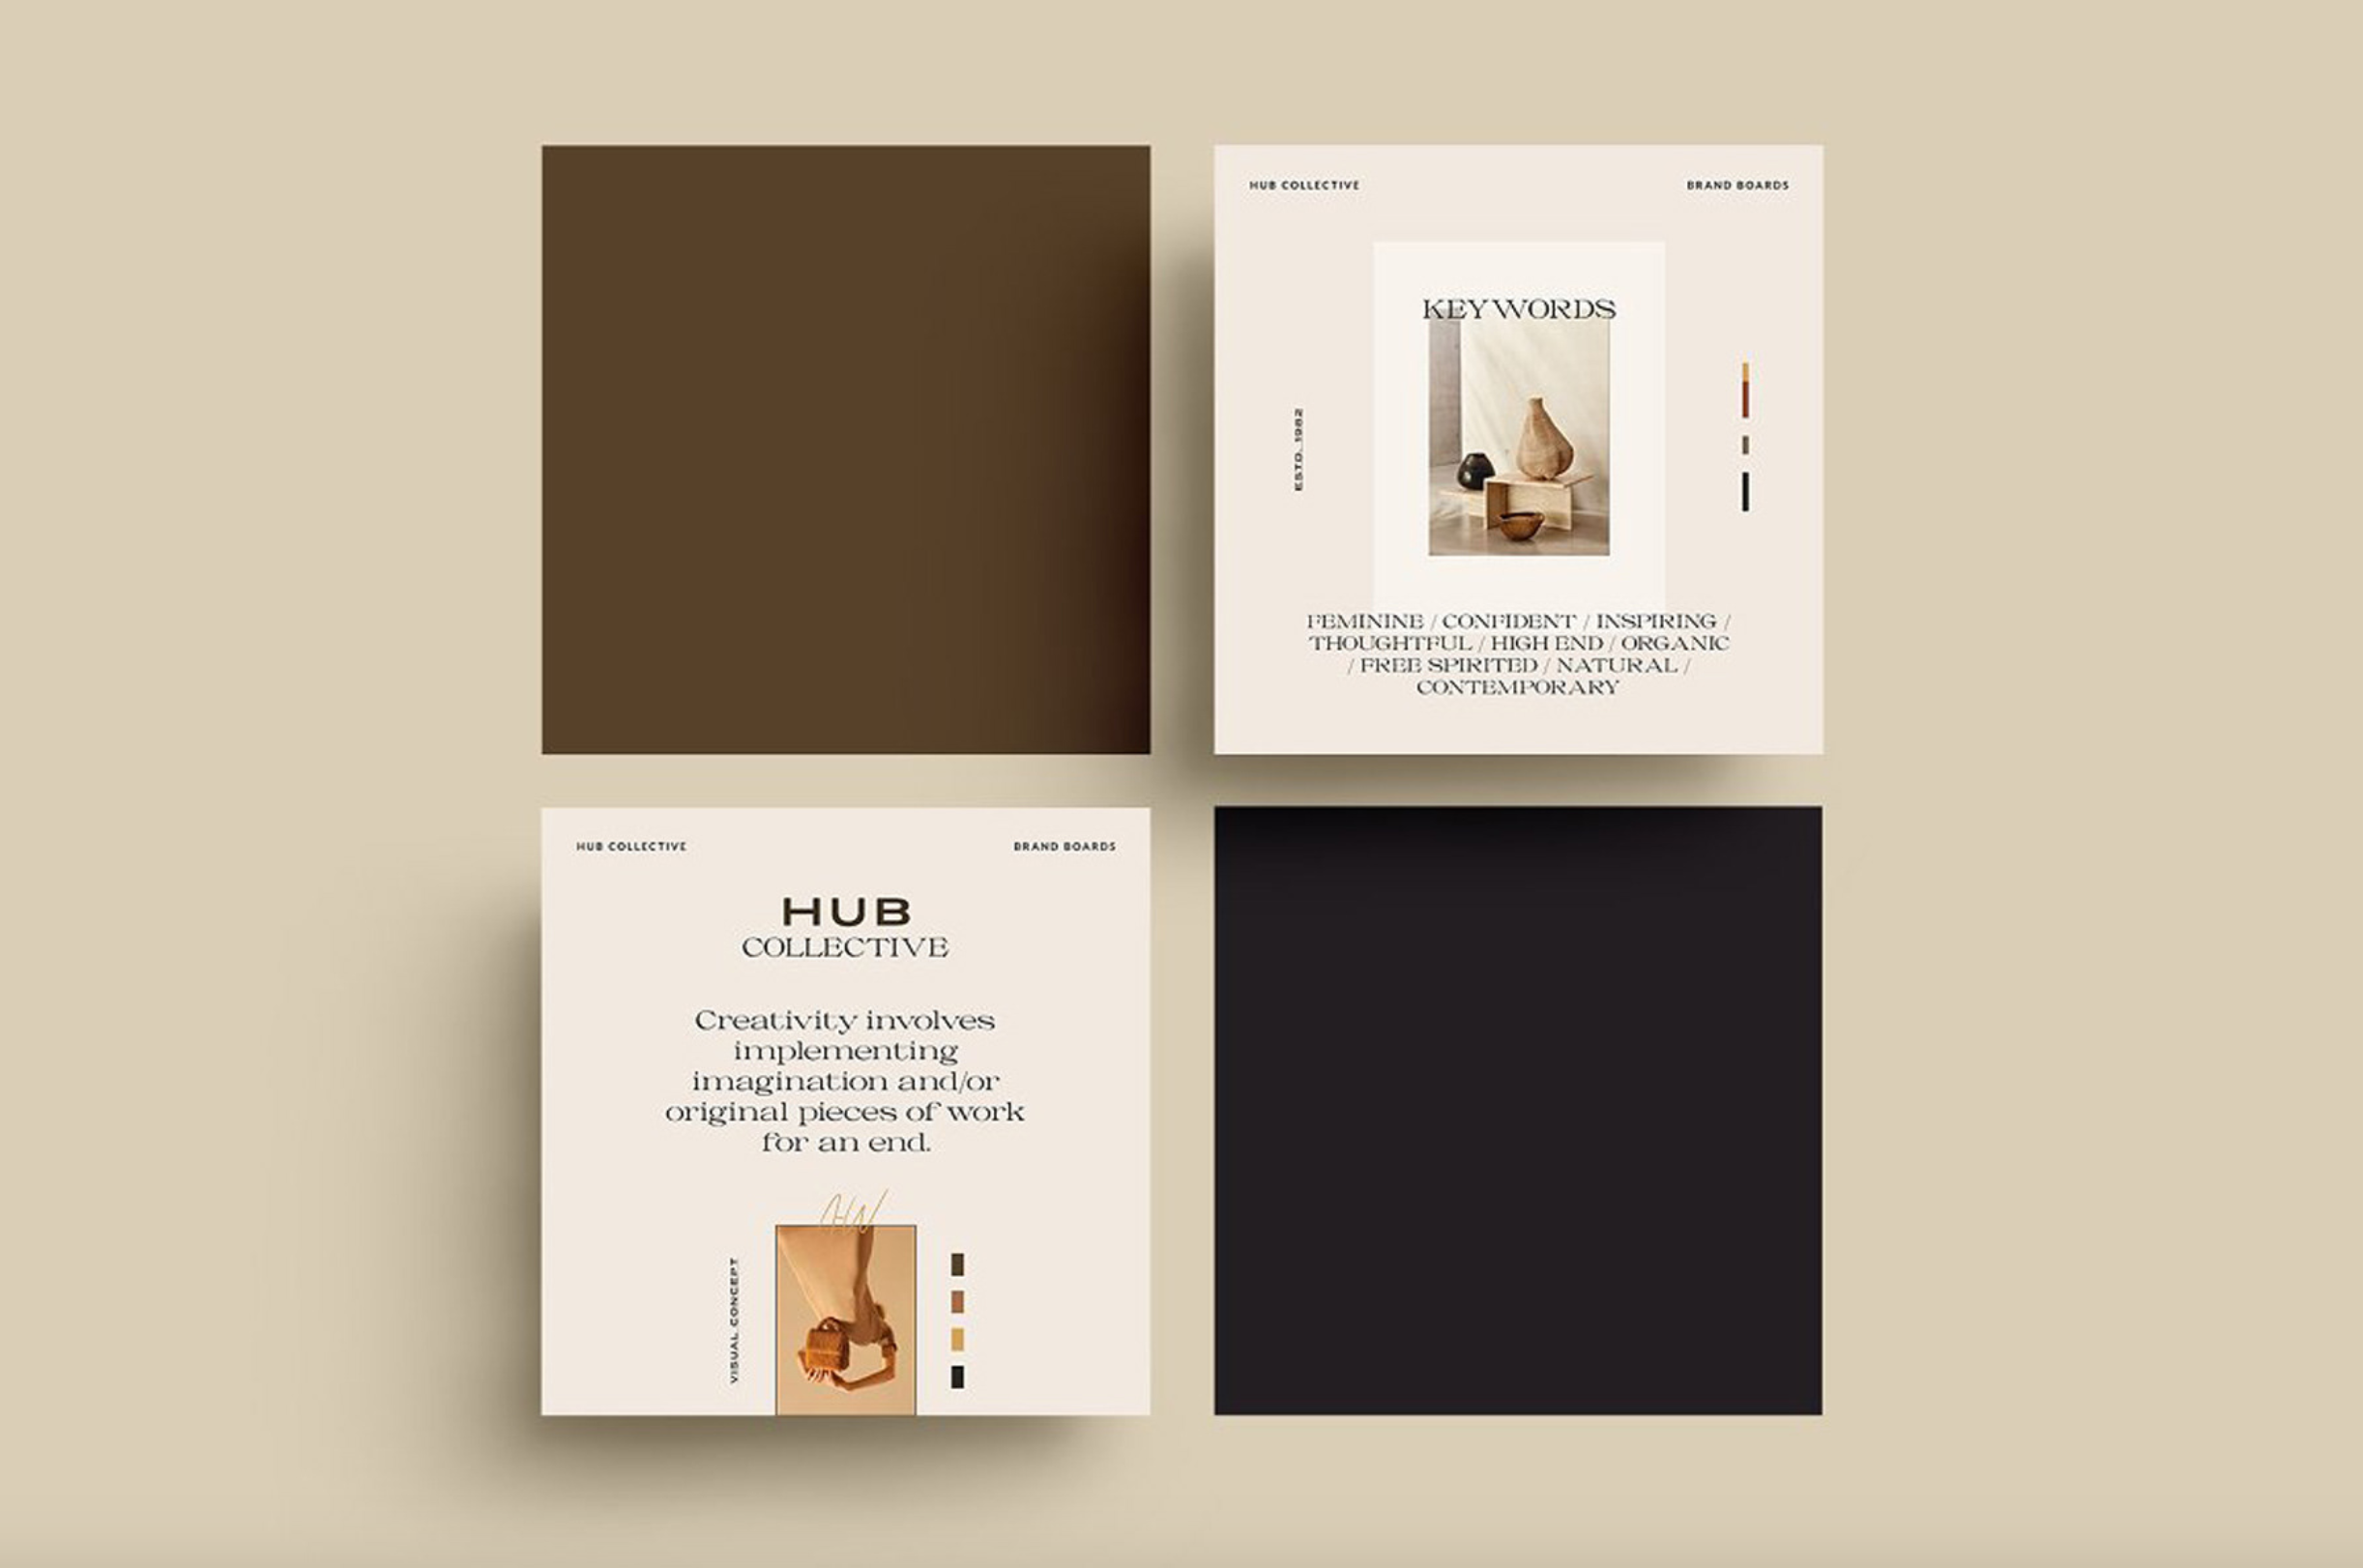 HUB COLLECTIVE
BRAND BOARDS
KEYWORDS
ESTD. 1982
FEMININE / CONFIDENT / INSPIRING /
THOUGHTFUL / HIGH END / ORGANIC
/ FREE SPIRITED / NATURAL /
CONTEMPORARY
HUB COLLECTIVE
BRAND BOARDS
HUB
COLLECTIVE
Creativity involves
implementing
imagination and/or
original pieces of work
for an end.
AW
VISUAL CONCEPT